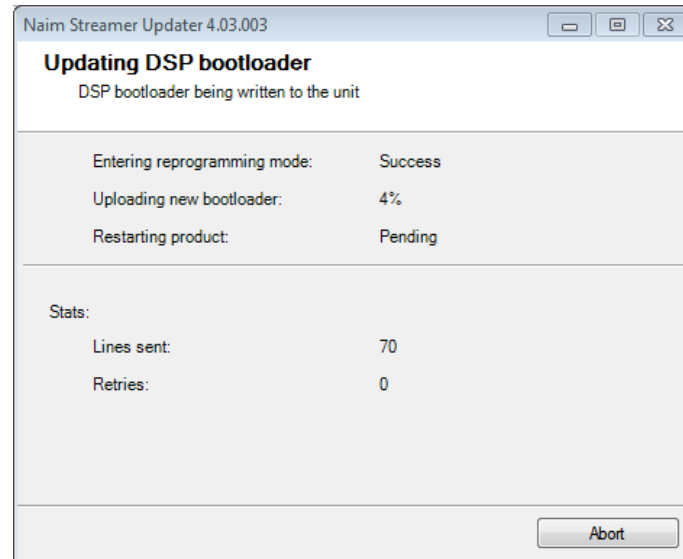 Naim Streamer Updater 4.03.003
Updating DSP bootloader
DSP bootloader being written to the unit
Entering reprogramming mode: Success
Uploading new bootloader: 4%
Restarting product: Pending
Stats:
Lines sent: 70
Retries: 0
Abort